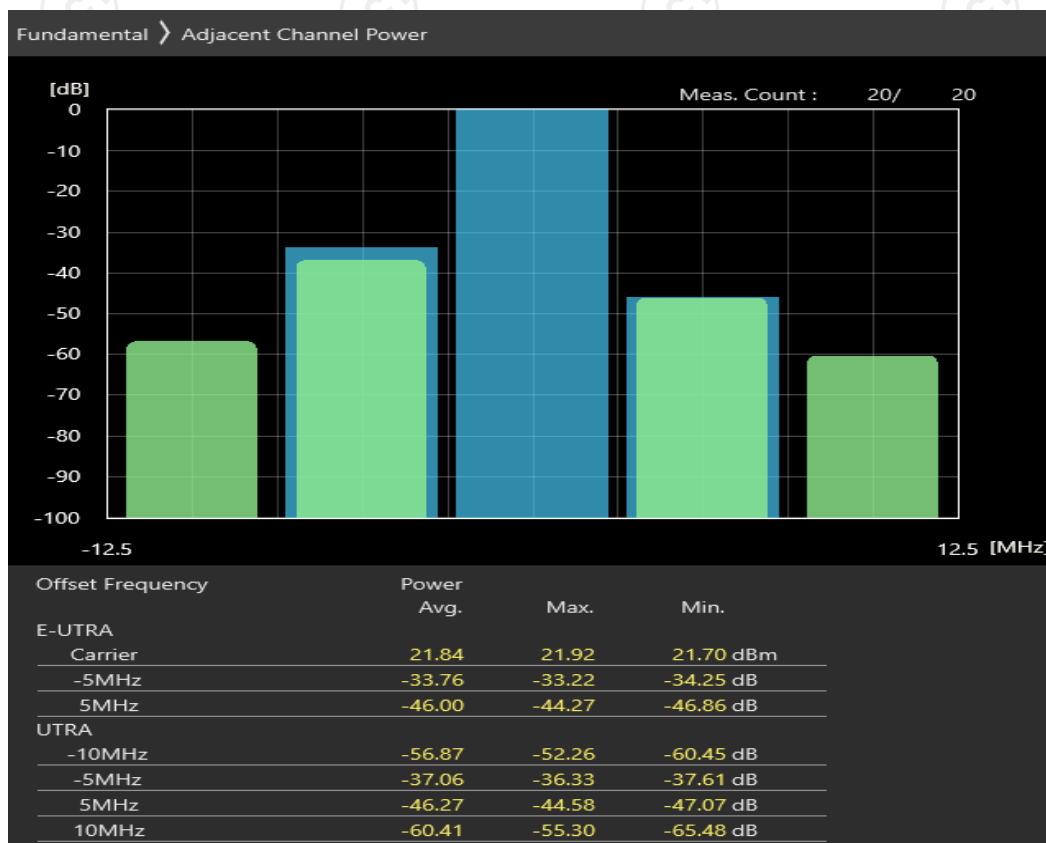 Fundamental 〉 Adjacent Channel Power
[dB]
Meas. Count : 20/ 20
0
-10
-20
-30
-40
-50
-60
-70
-80
-90
-100
-12.5 12.5 [MHz]
Offset Frequency Power
Avg. Max. Min.
E-UTRA
Carrier 21.84 21.92 21.70 dBm
-5MHz -33.76 -33.22 -34.25 dB
5MHz -46.00 -44.27 -46.86 dB
UTRA
-10MHz -56.87 -52.26 -60.45 dB
-5MHz -37.06 -36.33 -37.61 dB
5MHz -46.27 -44.58 -47.07 dB
10MHz -60.41 -55.30 -65.48 dB